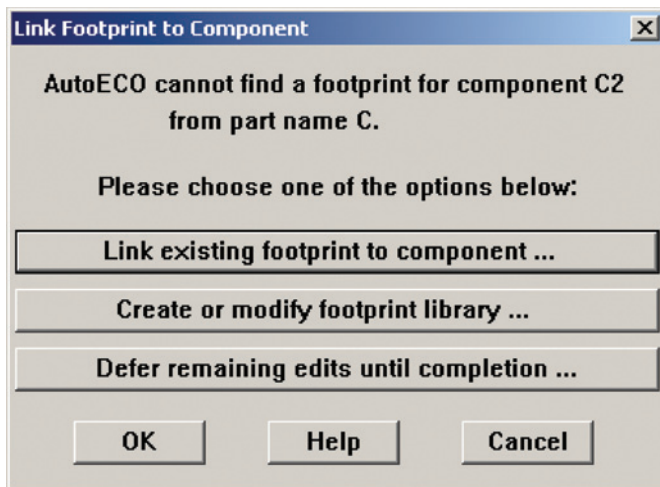 Link Footprint to Component
AutoECO cannot find a footprint for component C2
from part name C.
Please choose one of the options below:
Link existing footprint to component ...
Create or modify footprint library ...
Defer remaining edits until completion ...
OK Help Cancel